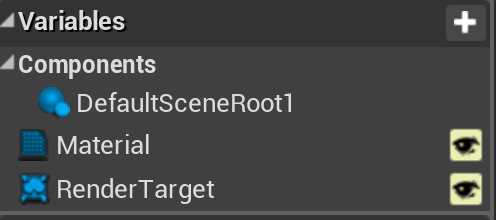 Variables
Components
DefaultSceneRoot1
Material
RenderTarget